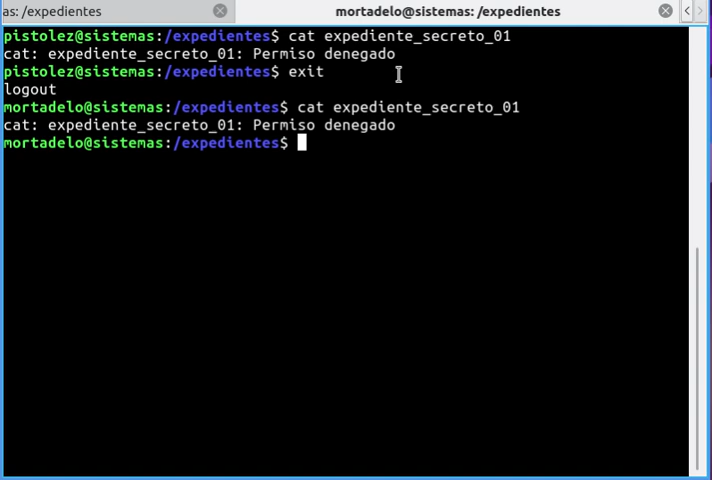 as: /expedientes
mortadelo@sistemas: /expedientes
pistolez@sistemas:/expedientes$ cat expediente_secreto_01
cat: expediente_secreto_01: Permiso denegado
pistolez@sistemas:/expedientes$ exit
logout
mortadelo@sistemas:/expedientes$ cat expediente_secreto_01
cat: expediente_secreto_01: Permiso denegado
mortadelo@sistemas:/expedientes$